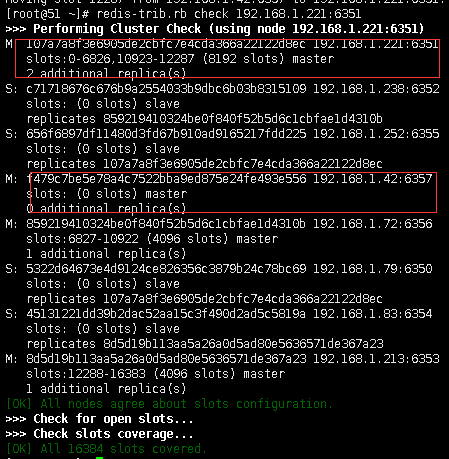 [root@51 ~]# redis-trib.rb check 192.168.1.221:6351
>>> Performing Cluster Check (using node 192.168.1.221:6351)
M: 107a7a8f3e6905de2cbfc7e4cda366a22122d8ec 192.168.1.221:6351
slots:0-6826,10923-12287 (8192 slots) master
2 additional replica(s)
S: c71718676c676b9a2554033b9dbc6b03b8315109 192.168.1.238:6352
slots: (0 slots) slave
replicates 859219410324be0f840f52b5d6c1cbfae1d4310b
S: 656f6897df11480d3fd67b910ad9165217fdd225 192.168.1.252:6355
slots: (0 slots) slave
replicates 107a7a8f3e6905de2cbfc7e4cda366a22122d8ec
M: f479c7be5e78a4c7522bba9ed875e24fe493e556 192.168.1.42:6357
slots: (0 slots) master
0 additional replica(s)
M: 859219410324be0f840f52b5d6c1cbfae1d4310b 192.168.1.72:6356
slots:6827-10922 (4096 slots) master
1 additional replica(s)
S: 5322d64673e4d9124ce826356c3879b24c78bc69 192.168.1.79:6350
slots: (0 slots) slave
replicates 107a7a8f3e6905de2cbfc7e4cda366a22122d8ec
S: 45131221dd39b2dac52aa15c3f490d2ad5c5819a 192.168.1.83:6354
slots: (0 slots) slave
replicates 8d5d19b113aa5a26a0d5ad80e5636571de367a23
M: 8d5d19b113aa5a26a0d5ad80e5636571de367a23 192.168.1.213:6353
slots:12288-16383 (4096 slots) master
1 additional replica(s)
[OK] All nodes agree about slots configuration.
>>> Check for open slots...
>>> Check slots coverage...
[OK] All 16384 slots covered.